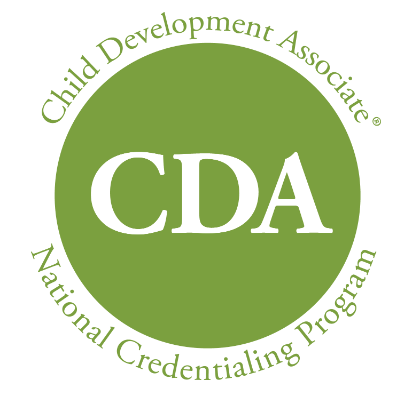 Child Development Associate®
CDA
National Credentialing Program